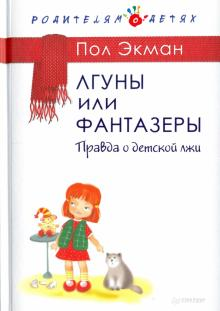 РОДИТЕЛЯМ О ДЕТЯХ
Пол Экман
ЛГУНЫ
ИЛИ
ФАНТАЗЕРЫ
Правда о детской лжи
ПИТЕР